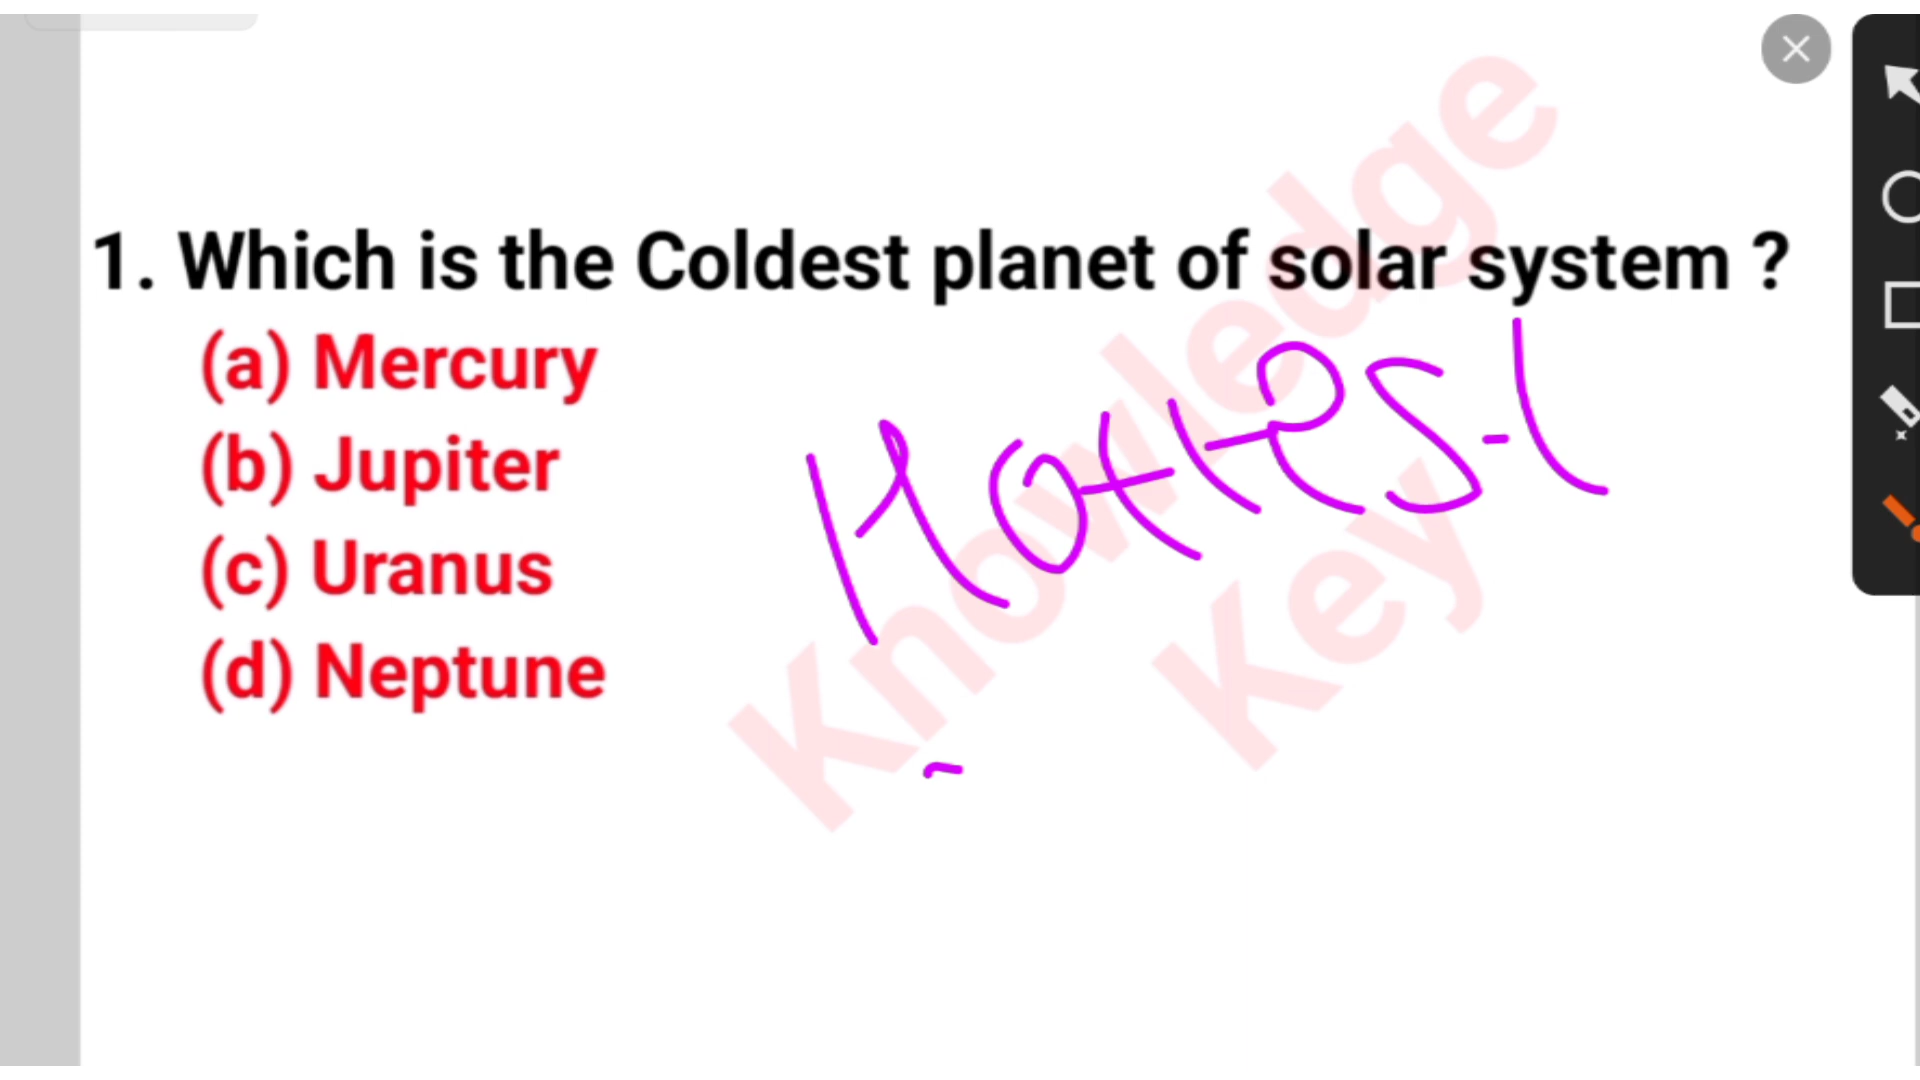 1. Which is the Coldest planet of solar system ?
(a) Mercury
(b) Jupiter
(c) Uranus
(d) Neptune
Hottest
Knowledge
Key